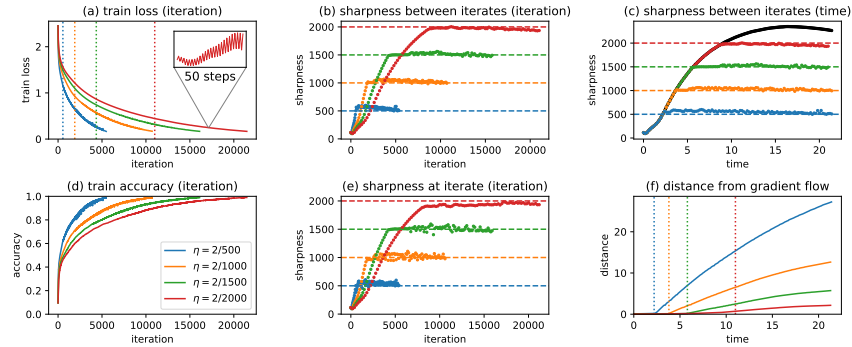 (a) train loss (iteration)
train loss
2
1
0
50 steps
0
5000
10000
15000
20000
iteration
(b) sharpness between iterates (iteration)
sharpness
2000
1500
1000
500
0
0
5000
10000
15000
20000
iteration
(c) sharpness between iterates (time)
sharpness
2000
1500
1000
500
0
0
5
10
15
20
time
(d) train accuracy (iteration)
accuracy
1.0
0.8
0.6
0.4
0.2
0.0
η = 2/500
η = 2/1000
η = 2/1500
η = 2/2000
0
5000
10000
15000
20000
iteration
(e) sharpness at iterate (iteration)
sharpness
2000
1500
1000
500
0
0
5000
10000
15000
20000
iteration
(f) distance from gradient flow
distance
20
10
0
0
5
10
15
20
time